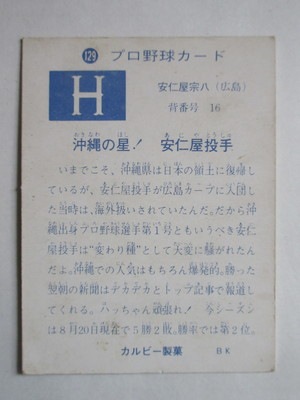 129 プロ野球カード
H
安仁屋宗八(広島)
背番号 16
おきなわ ほし あにや とうしゅ
沖縄の星! 安仁屋投手
いまでこそ、沖縄県は日本の領土に復帰し
ているが、安仁屋投手が広島カープに入団し
た当時は、海外扱いされていたんだ。だから沖
縄出身プロ野球選手第1号ともいうべき安仁
屋投手は“変わり種”として大変に騒がれたん
だよ。沖縄での人気はもちろん爆発的。勝った
翌朝の新聞はデカデカとトップ記事で報道し
てくれる。ハッちゃん頑張れ! 今シーズン
は8月20日現在で5勝2敗。勝率では第2位。
カルビー製菓 BK